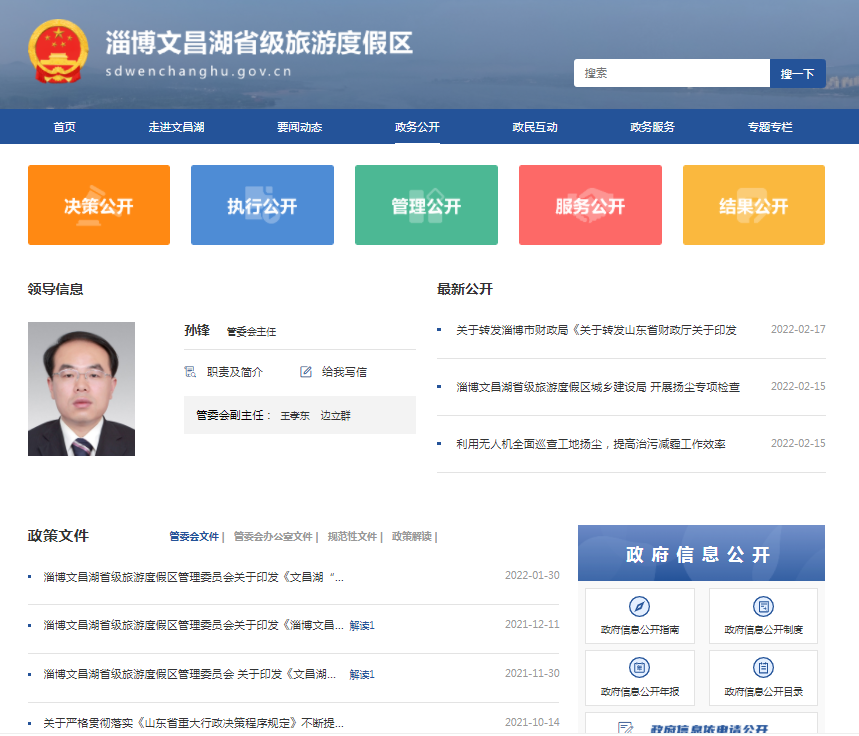 淄博文昌湖省级旅游度假区
sdwenchanghu.gov.cn
搜索 搜一下
首页 走进文昌湖 要闻动态 政务公开 政民互动 政务服务 专题专栏
决策公开 执行公开 管理公开 服务公开 结果公开
领导信息
孙锋 管委会主任
职责及简介 给我写信
管委会副主任： 王孝东 边立群
最新公开
关于转发淄博市财政局《关于转发山东省财政厅关于印发 2022-02-17
淄博文昌湖省级旅游度假区城乡建设局 开展扬尘专项检查 2022-02-15
利用无人机全面巡查工地扬尘，提高治污减霾工作效率 2022-02-15
政策文件 管委会文件 | 管委会办公室文件 | 规范性文件 | 政策解读 |
淄博文昌湖省级旅游度假区管理委员会关于印发《文昌湖“... 2022-01-30
淄博文昌湖省级旅游度假区管理委员会关于印发《淄博文昌... 解读1 2021-12-11
淄博文昌湖省级旅游度假区管理委员会 关于印发《文昌湖... 解读1 2021-11-30
关于严格贯彻落实《山东省重大行政决策程序规定》不断提... 2021-10-14
政府信息公开
政府信息公开指南 政府信息公开制度
政府信息公开年报 政府信息公开目录
政府信息依申请公开